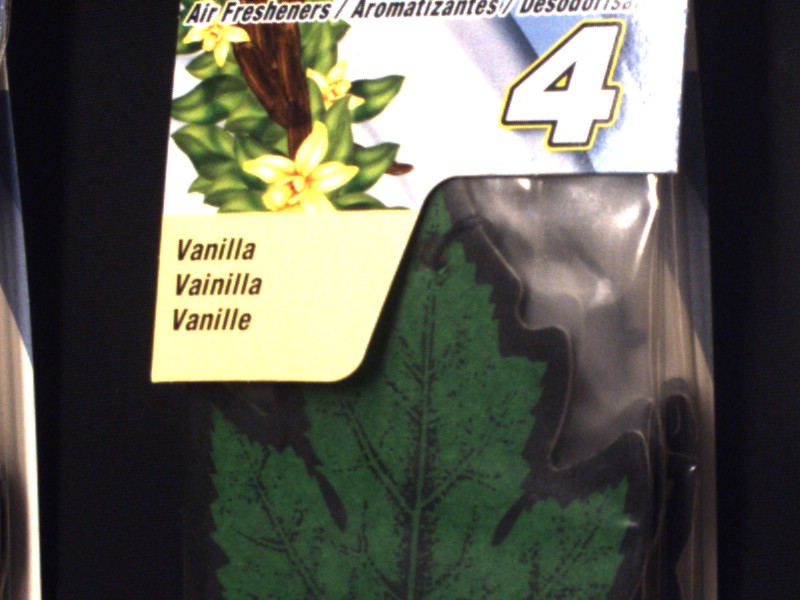 Air Fresheners / Aromatizantes /
4
Vanilla
Vainilla
Vanille